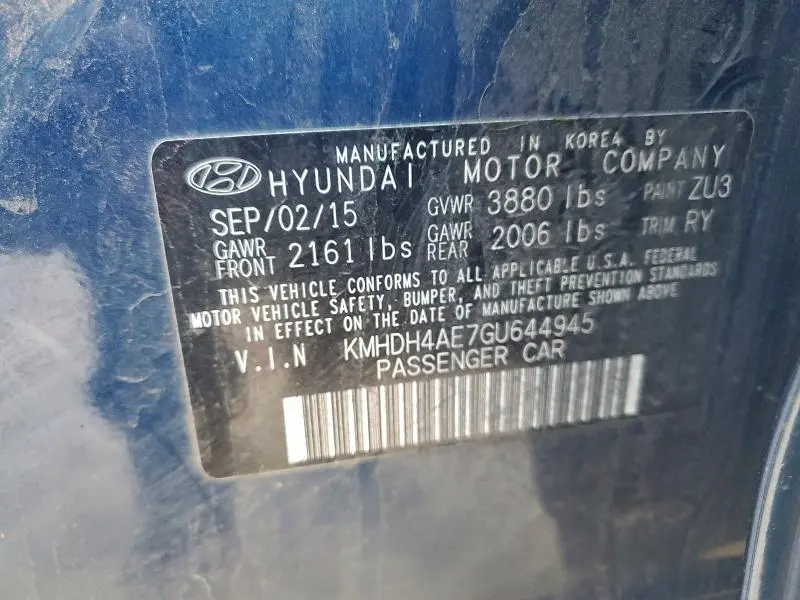 MANUFACTURED IN KOREA BY
HYUNDAI MOTOR COMPANY
SEP/02/15 GVWR 3880 lbs PAINT ZU3
GAWR FRONT 2161 lbs GAWR REAR 2006 lbs TRIM RY
THIS VEHICLE CONFORMS TO ALL APPLICABLE U.S.A. FEDERAL
MOTOR VEHICLE SAFETY, BUMPER, AND THEFT PREVENTION STANDARDS
IN EFFECT ON THE DATE OF MANUFACTURE SHOWN ABOVE
V.I.N KMHDH4AE7GU644945
PASSENGER CAR